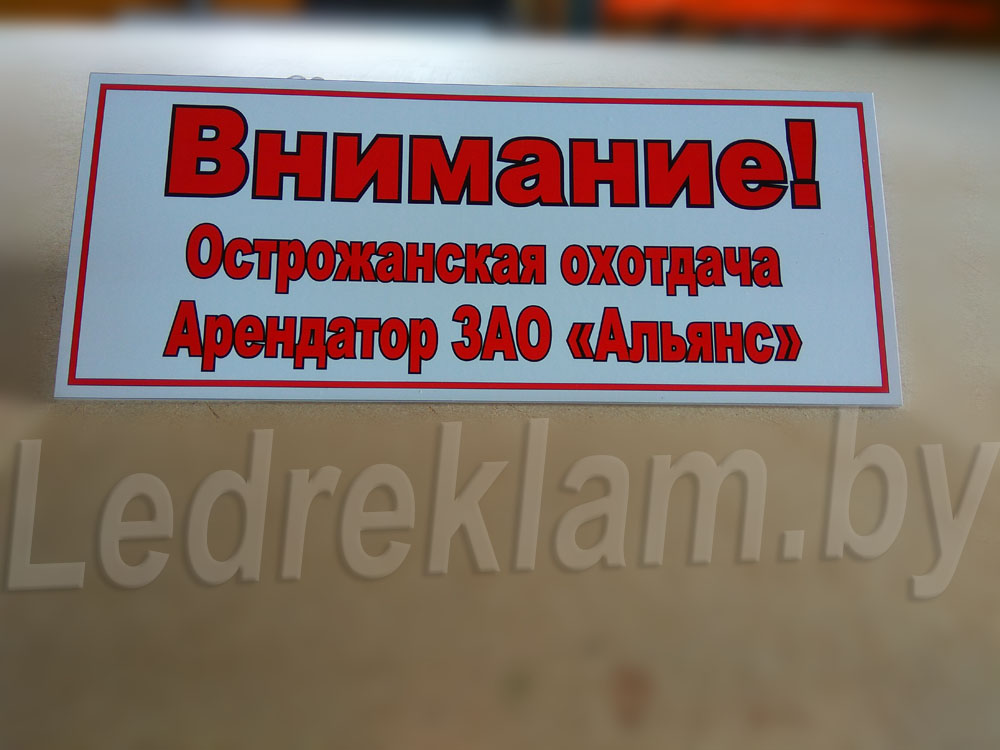 Внимание!
Острожанская охотдача
Арендатор ЗАО «Альянс»
Ledreklam.by